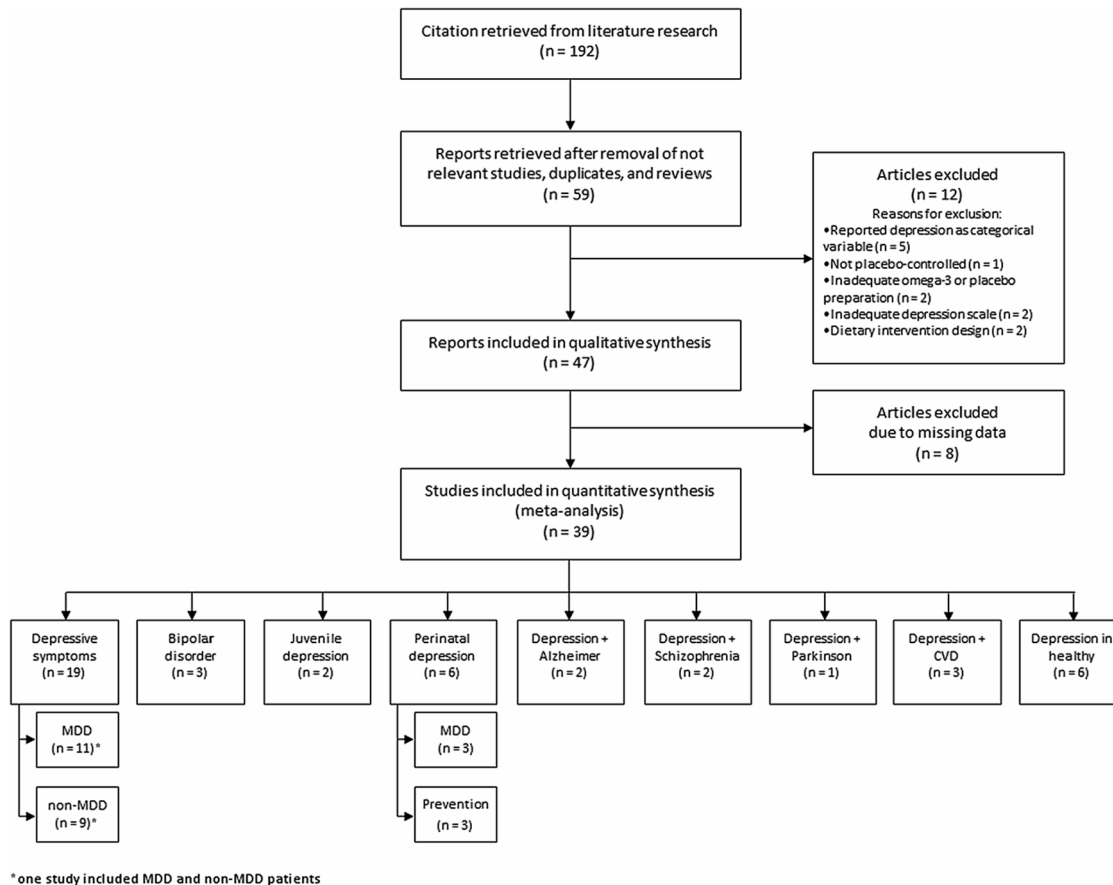 Citation retrieved from literature research
(n = 192)
Reports retrieved after removal of not
relevant studies, duplicates, and reviews
(n = 59)
Articles excluded
(n = 12)
Reasons for exclusion:
•Reported depression as categorical
variable (n = 5)
•Not placebo-controlled (n = 1)
•Inadequate omega-3 or placebo
preparation (n = 2)
•Inadequate depression scale (n = 2)
•Dietary intervention design (n = 2)
Reports included in qualitative synthesis
(n = 47)
Articles excluded
due to missing data
(n = 8)
Studies included in quantitative synthesis
(meta-analysis)
(n = 39)
Depressive
symptoms
(n = 19)
Bipolar
disorder
(n = 3)
Juvenile
depression
(n = 2)
Perinatal
depression
(n = 6)
Depression +
Alzheimer
(n = 2)
Depression +
Schizophrenia
(n = 2)
Depression +
Parkinson
(n = 1)
Depression +
CVD
(n = 3)
Depression in
healthy
(n = 6)
MDD
(n = 11)*
non-MDD
(n = 9)*
MDD
(n = 3)
Prevention
(n = 3)
*one study included MDD and non-MDD patients